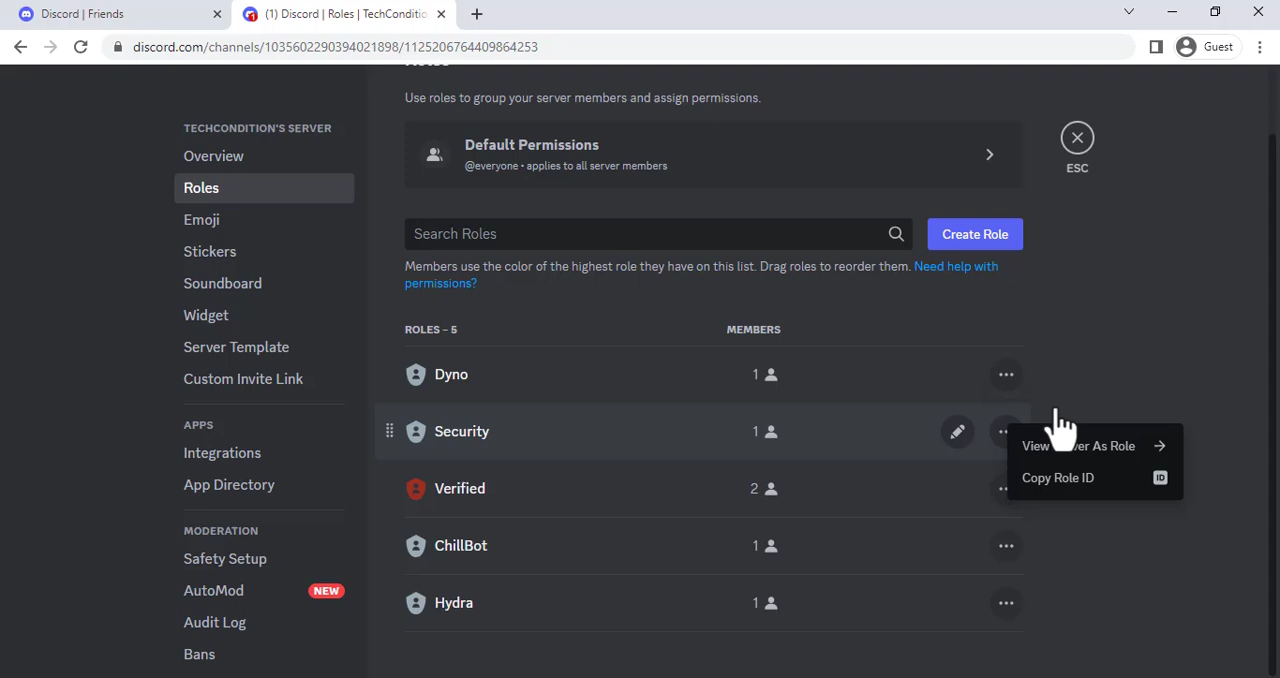 Discord | Friends
(1) Discord | Roles | TechConditio
discord.com/channels/1035602290394021898/1125206764409864253
Guest
Roles
Use roles to group your server members and assign permissions.
TECHCONDITION'S SERVER
Overview
Roles
Emoji
Stickers
Soundboard
Widget
Server Template
Custom Invite Link
APPS
Integrations
App Directory
MODERATION
Safety Setup
AutoMod NEW
Audit Log
Bans
Default Permissions
@everyone • applies to all server members
ESC
Search Roles
Create Role
Members use the color of the highest role they have on this list. Drag roles to reorder them. Need help with
permissions?
ROLES – 5 MEMBERS
Dyno 1
Security 1
Verified 2
ChillBot 1
Hydra 1
View As Role
Copy Role ID ID